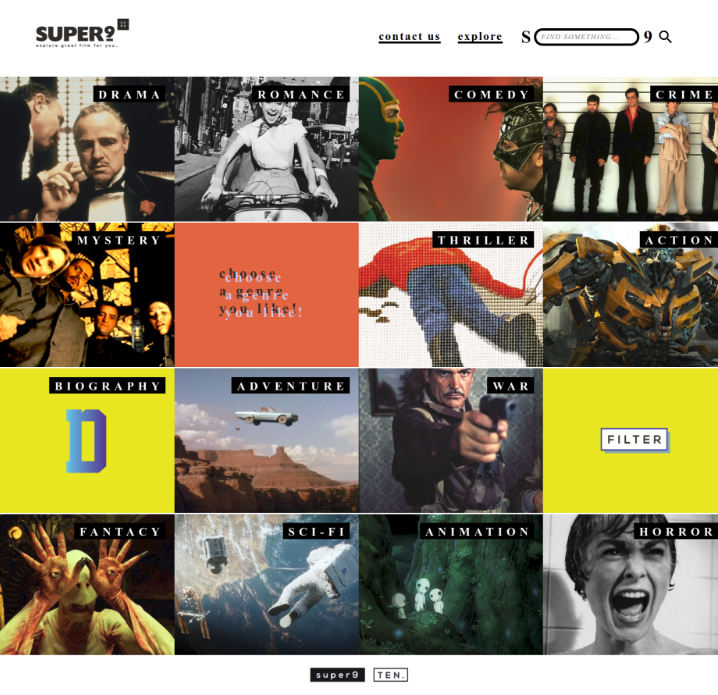 SUPER9
explore great film for you.
contact us
explore
S
FIND SOMETHING...
9
DRAMA
ROMANCE
COMEDY
CRIME
MYSTERY
choose
a genre
you like!
THRILLER
ACTION
BIOGRAPHY
D
ADVENTURE
WAR
FILTER
FANTACY
SCI-FI
ANIMATION
HORROR
super9
TEN.